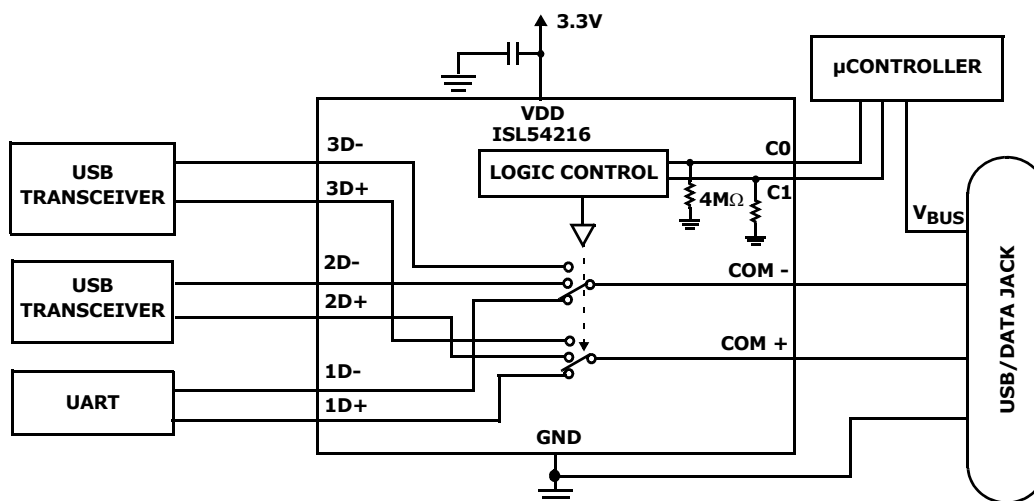 3.3V
µCONTROLLER
VDD
ISL54216
LOGIC CONTROL
C0
C1
4MΩ
USB
TRANSCEIVER
3D-
3D+
VBUS
USB
TRANSCEIVER
2D-
2D+
COM -
COM +
UART
1D-
1D+
GND
USB/DATA JACK